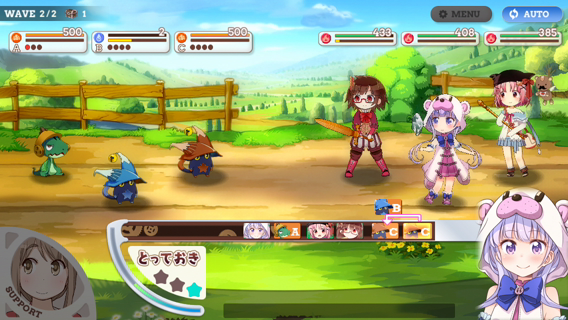 WAVE 2/2 1
MENU
AUTO
500
A
2
B
500
C
433
408
385
B
A
C
C
とっておき
SUPPORT